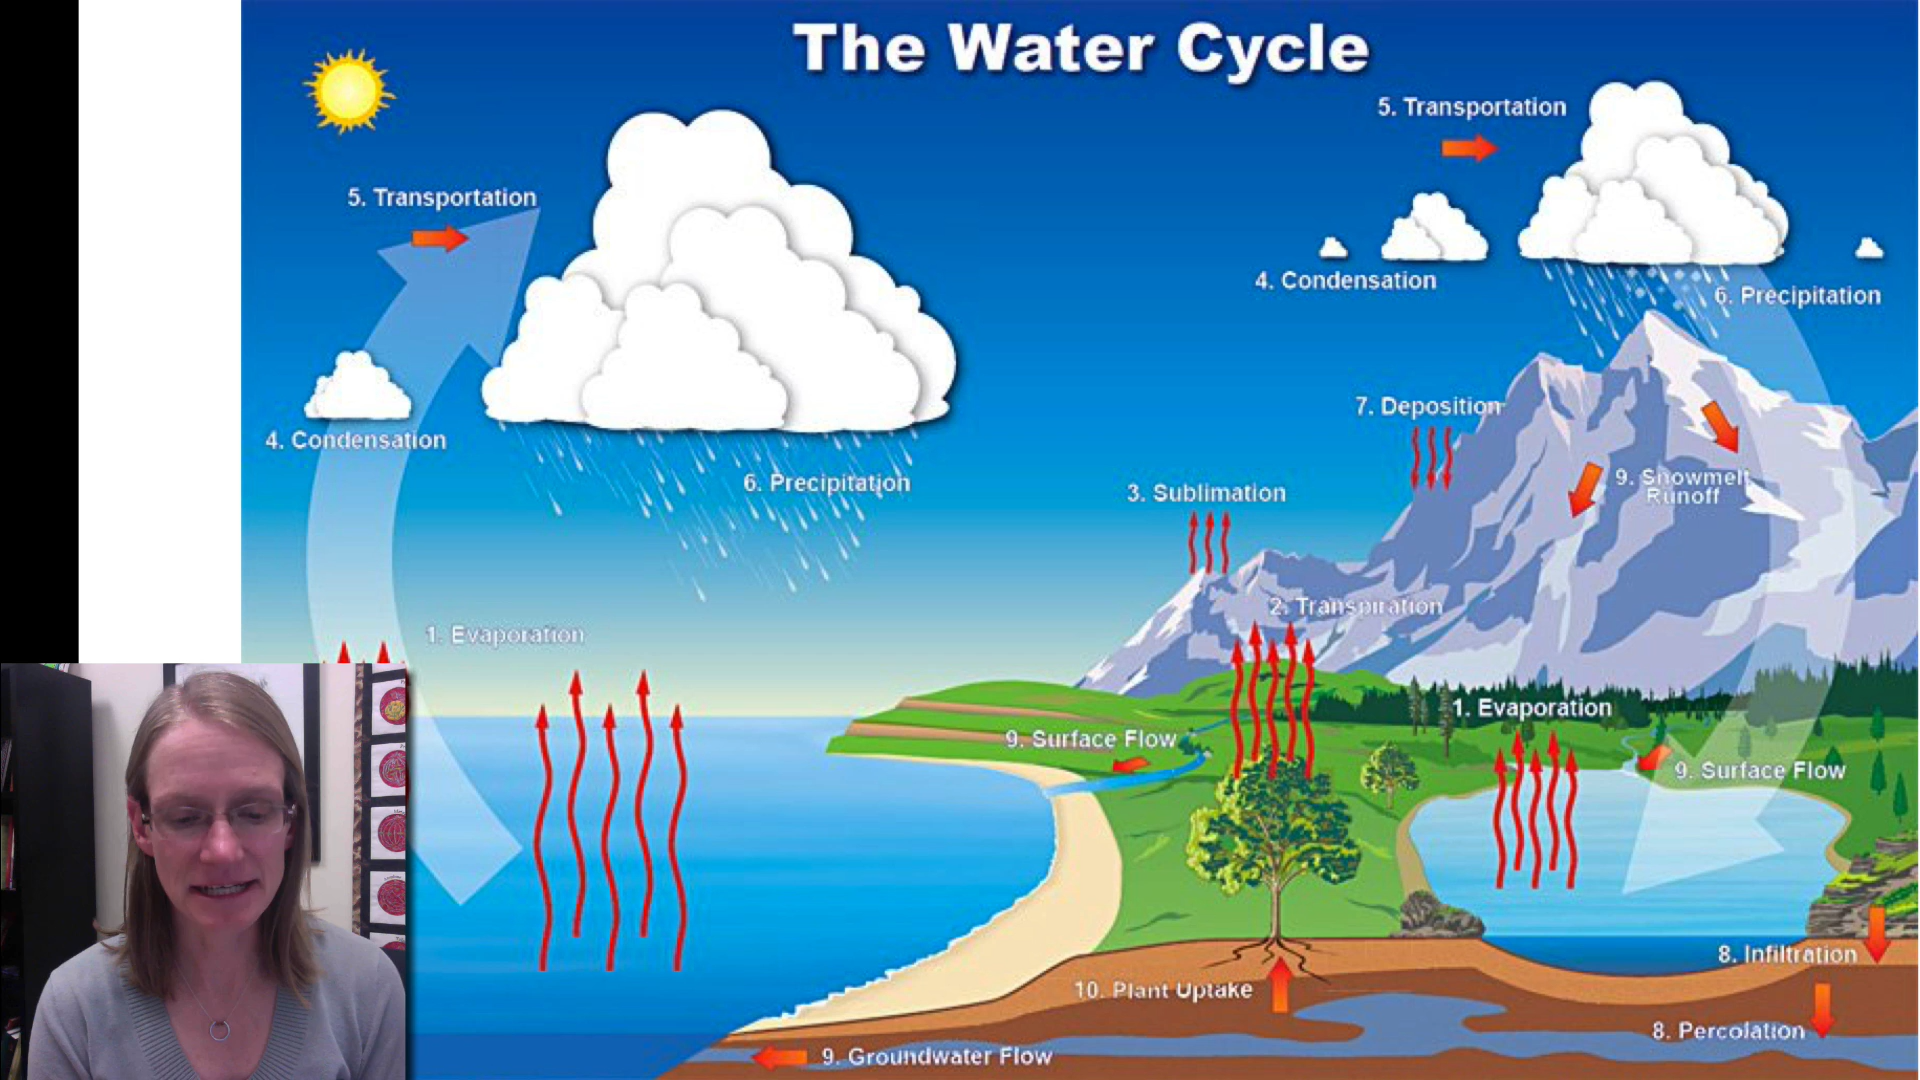 The Water Cycle
5. Transportation
5. Transportation
4. Condensation
6. Precipitation
7. Deposition
4. Condensation
6. Precipitation
3. Sublimation
9. Snowmelt
Runoff
2. Transpiration
1. Evaporation
1. Evaporation
9. Surface Flow
9. Surface Flow
8. Infiltration
10. Plant Uptake
8. Percolation
9. Groundwater Flow